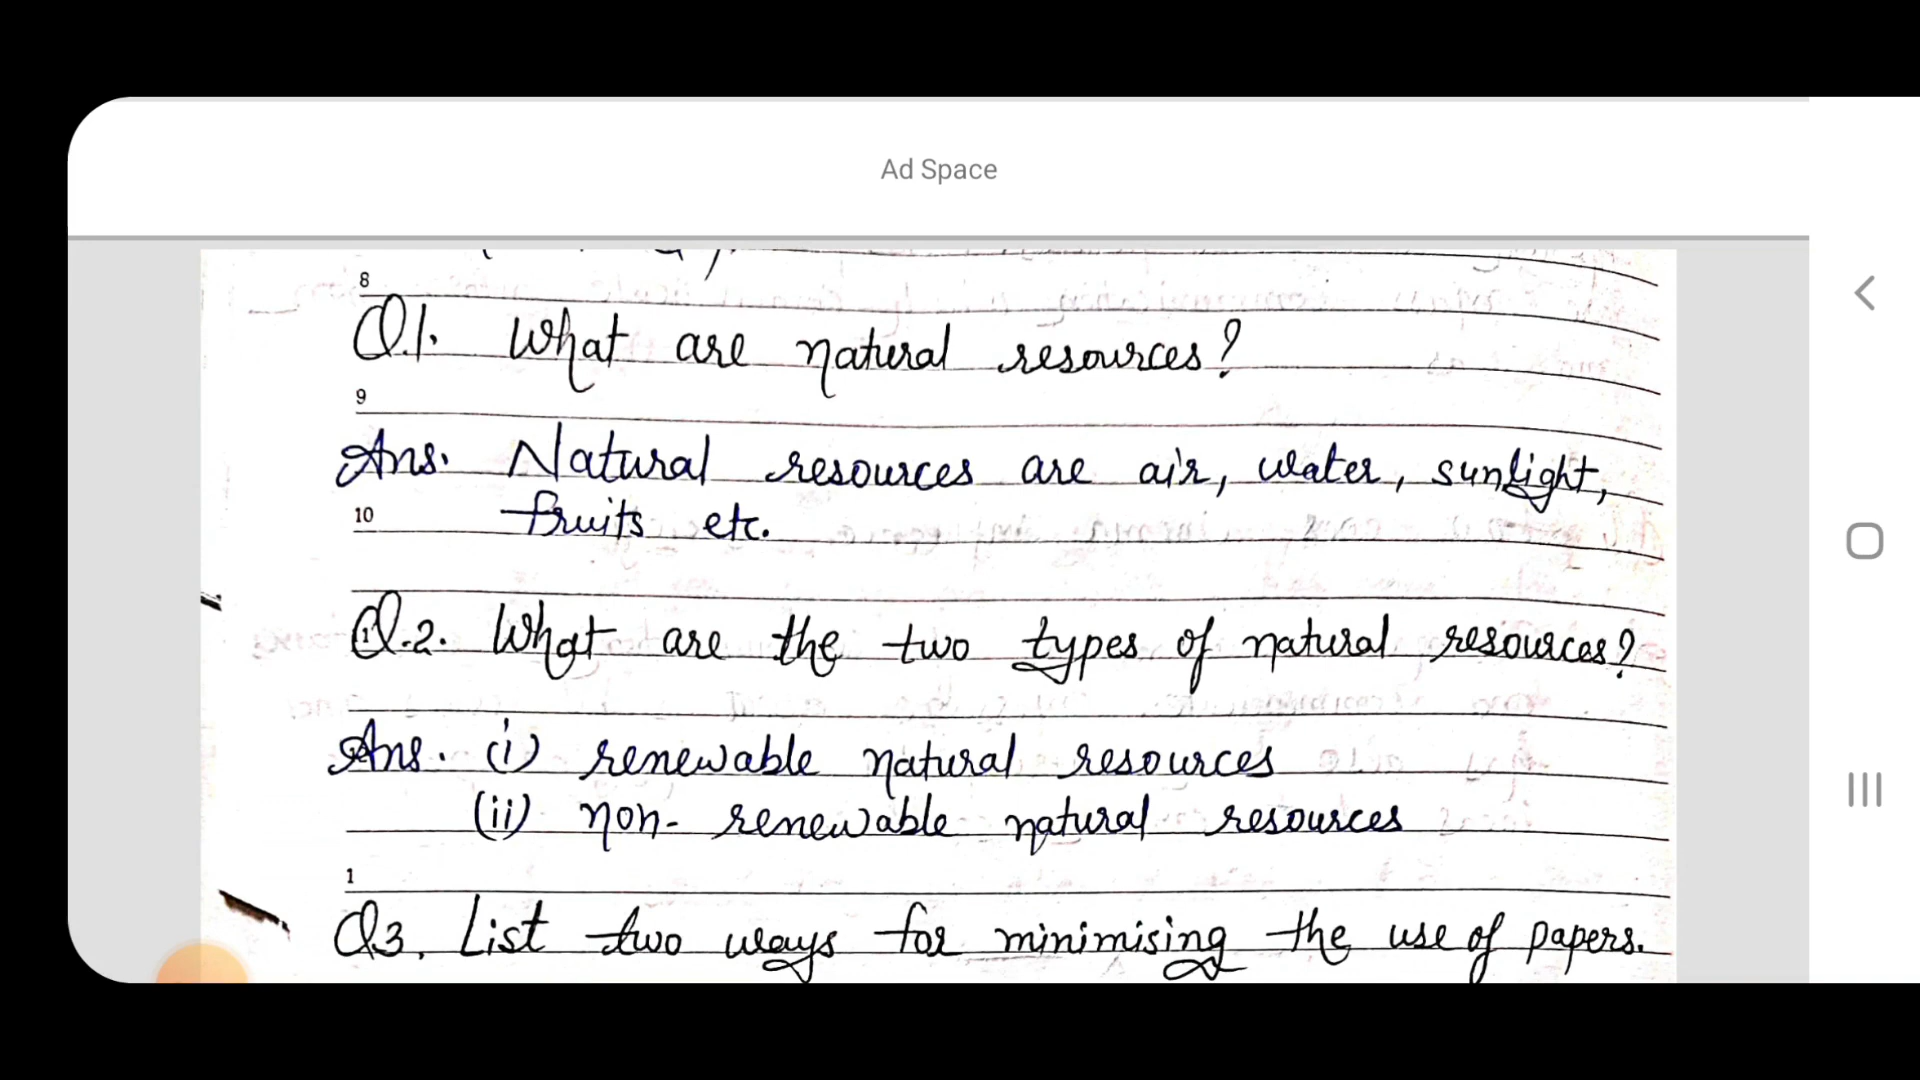 Ad Space
8
Q.1. What are natural resources?
9
Ans. Natural resources are air, water, sunlight,
10 fruits etc.
Q.2. What are the two types of natural resources?
Ans. (i) renewable natural resources
(ii) non- renewable natural resources
1
Q.3. List two ways for minimising the use of papers.